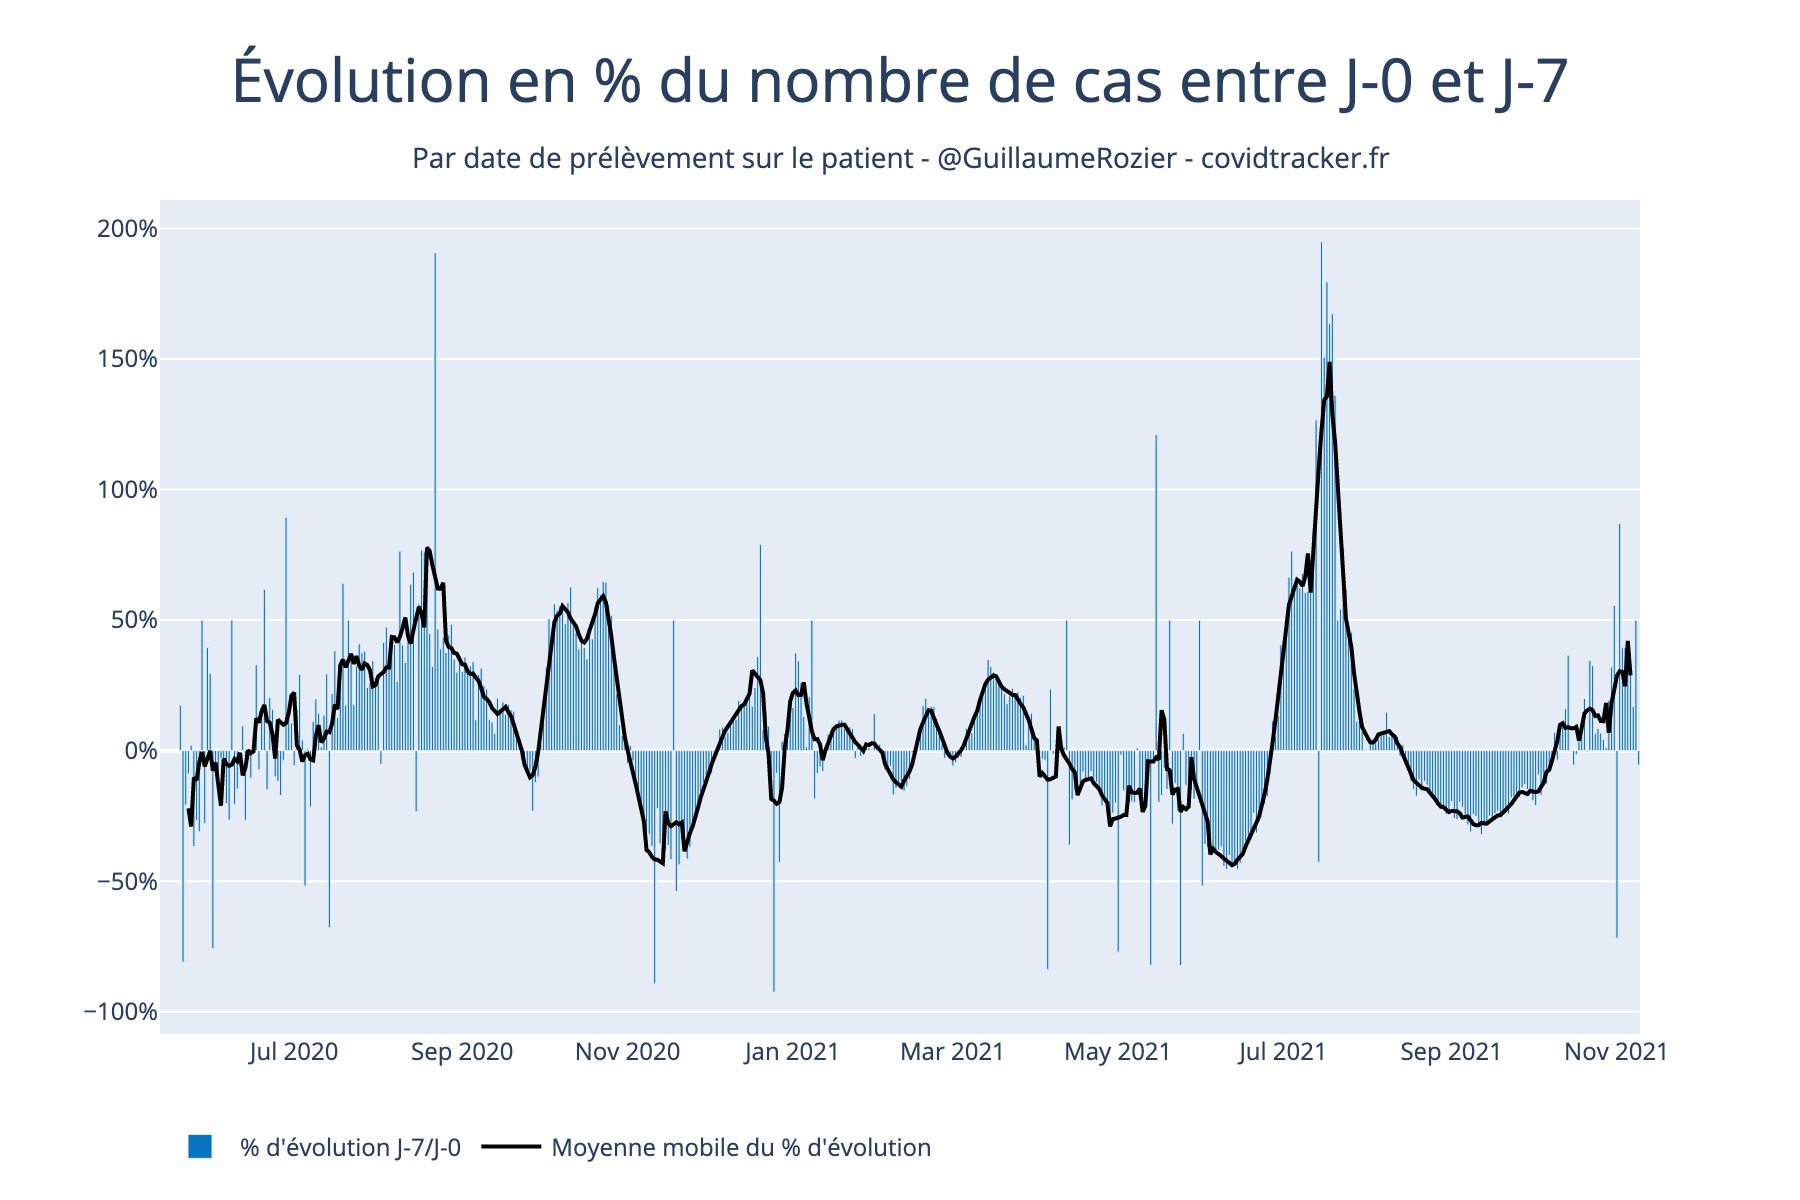 Évolution en % du nombre de cas entre J-0 et J-7
Par date de prélèvement sur le patient - @GuillaumeRozier - covidtracker.fr
200%
150%
100%
50%
0%
−50%
−100%
Jul 2020 Sep 2020 Nov 2020 Jan 2021 Mar 2021 May 2021 Jul 2021 Sep 2021 Nov 2021
% d'évolution J-7/J-0 Moyenne mobile du % d'évolution